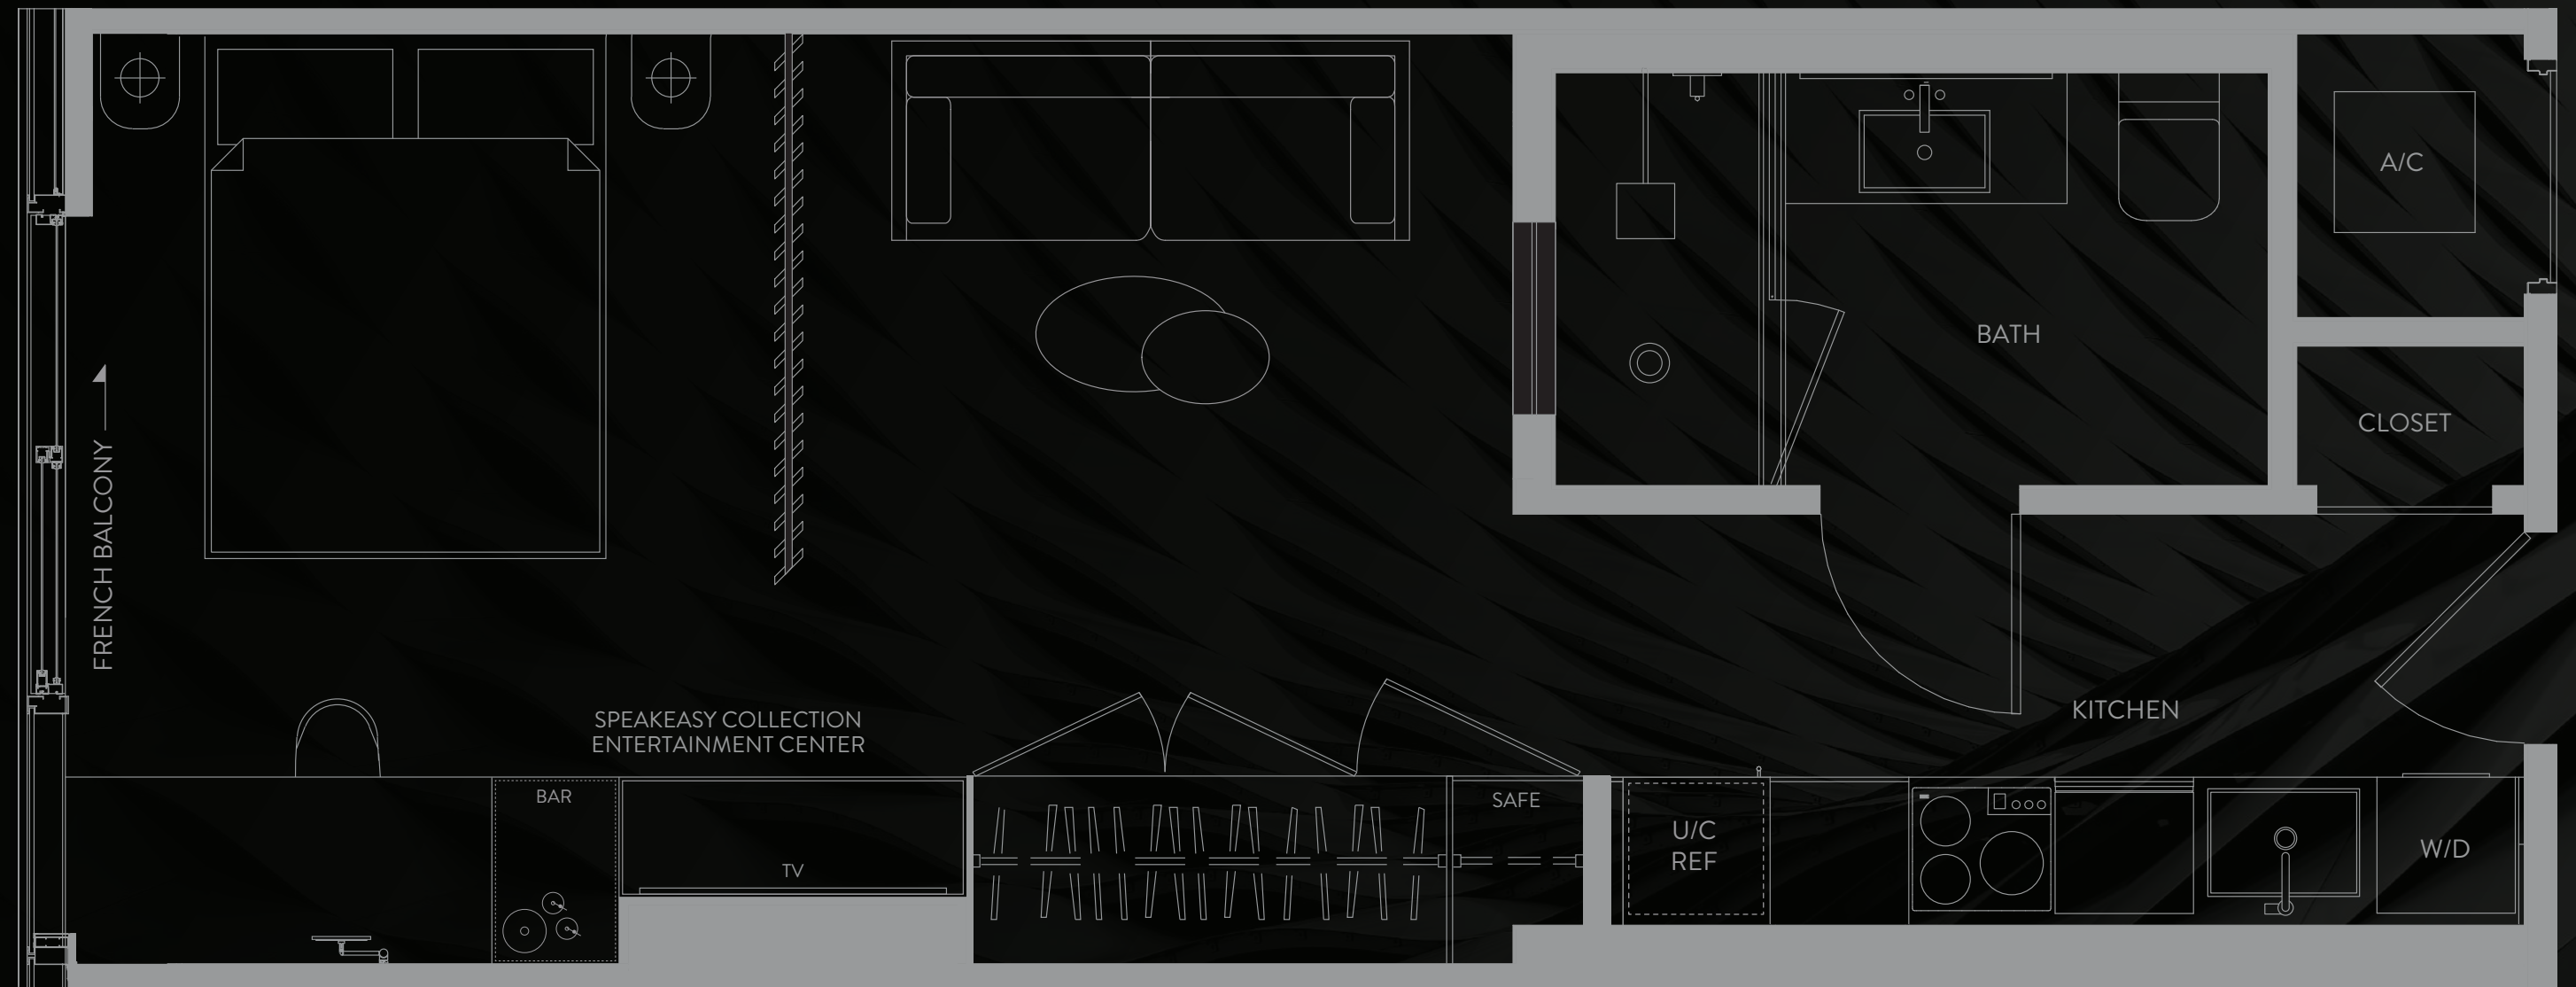 A/C
BATH
CLOSET
FRENCH BALCONY
KITCHEN
SPEAKEASY COLLECTION
ENTERTAINMENT CENTER
BAR
TV
SAFE
U/C
REF
W/D